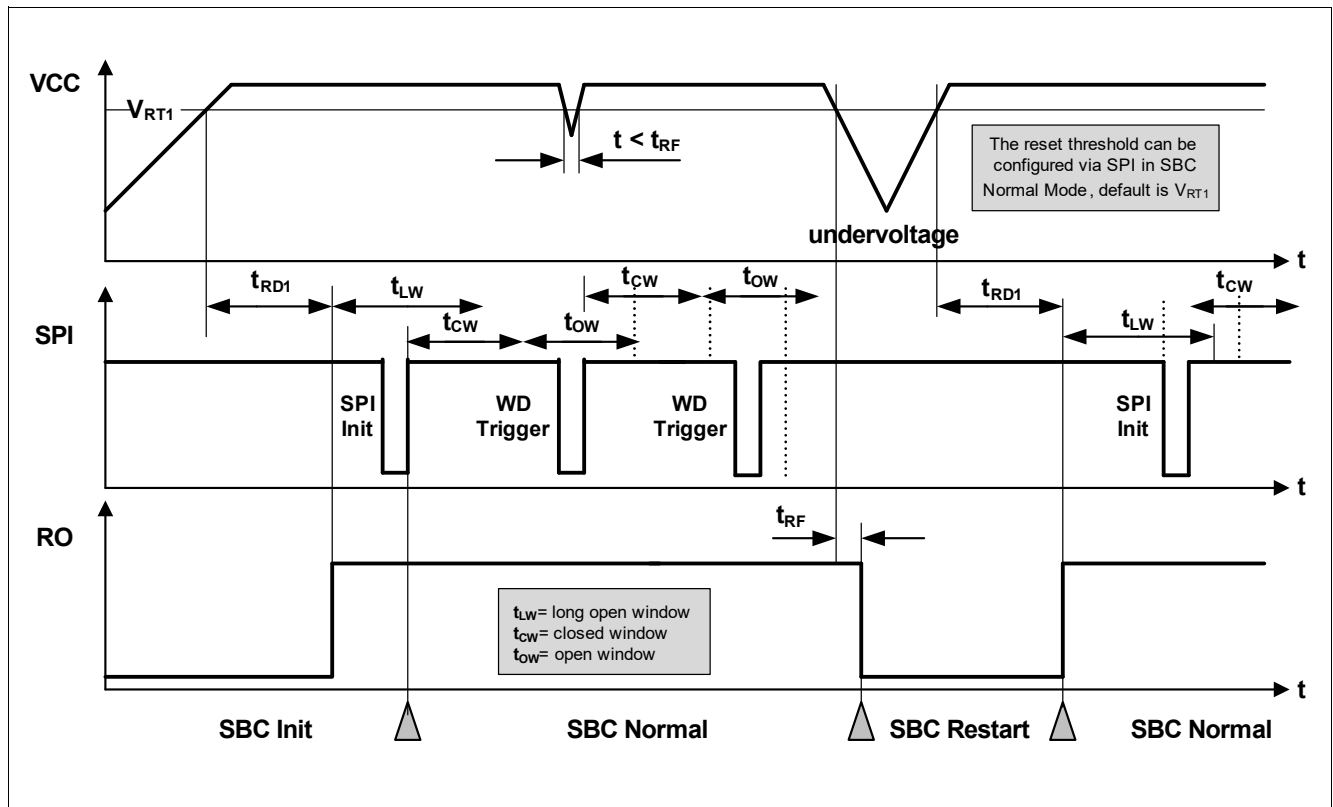 VCC
VRT1
t < tRF
The reset threshold can be
configured via SPI in SBC
Normal Mode, default is VRT1
undervoltage
t
tRD1
tLW
tCW
tOW
tCW
tOW
tRD1
tLW
tCW
SPI
SPI
Init
WD
Trigger
WD
Trigger
SPI
Init
t
RO
tRF
tLW= long open window
tCW= closed window
tOW= open window
t
SBC Init
SBC Normal
SBC Restart
SBC Normal